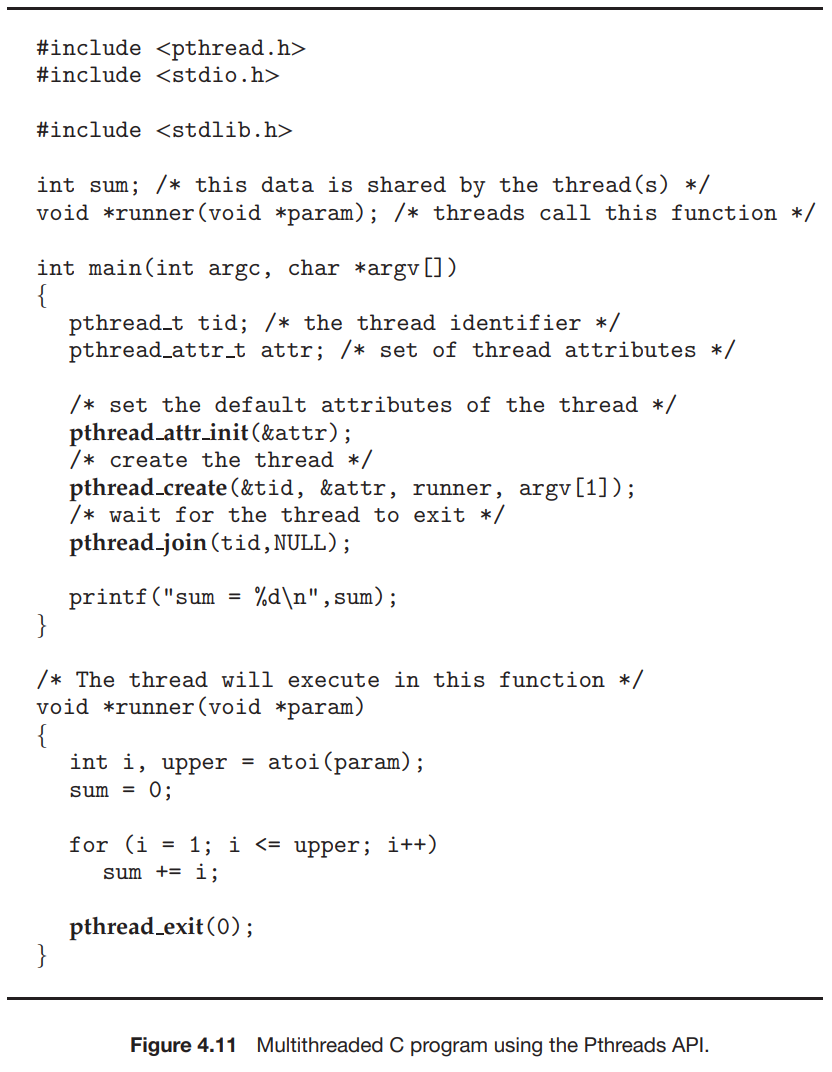 #include <pthread.h>
#include <stdio.h>
#include <stdlib.h>
int sum; /* this data is shared by the thread(s) */
void *runner(void *param); /* threads call this function */
int main(int argc, char *argv[])
{
pthread_t tid; /* the thread identifier */
pthread_attr_t attr; /* set of thread attributes */
/* set the default attributes of the thread */
pthread_attr_init(&attr);
/* create the thread */
pthread_create(&tid, &attr, runner, argv[1]);
/* wait for the thread to exit */
pthread_join(tid,NULL);
printf("sum = %d\n",sum);
}
/* The thread will execute in this function */
void *runner(void *param)
{
int i, upper = atoi(param);
sum = 0;
for (i = 1; i <= upper; i++)
sum += i;
pthread_exit(0);
}
Figure 4.11 Multithreaded C program using the Pthreads API.